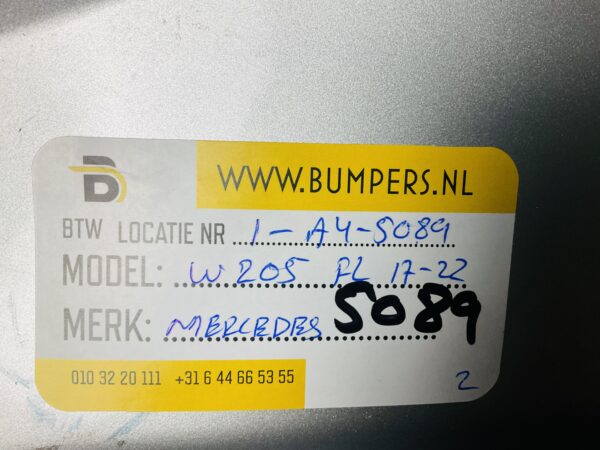 B
WWW.BUMPERS.NL
BTW LOCATIE NR 1-A4-5089
MODEL: W205 FL 17-22
MERK: MERCEDES 5089
010 32 20 111 +31 6 44 66 53 55
2